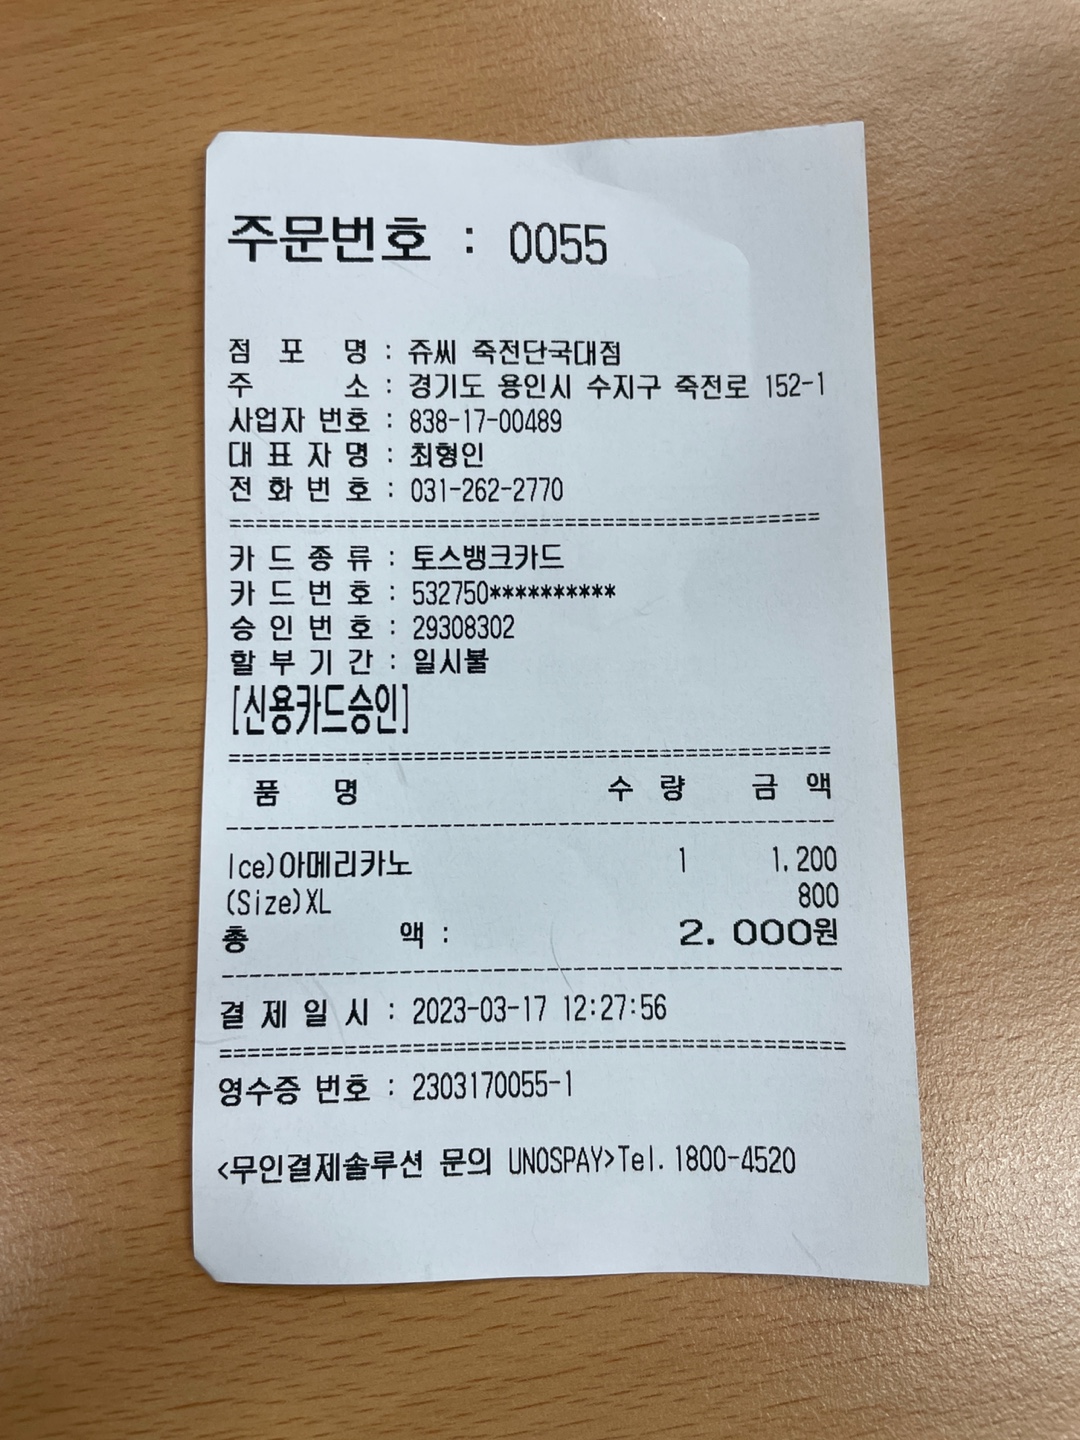 주문번호 : 0055
점 포 명 : 쥬씨 죽전단국대점
주 소 : 경기도 용인시 수지구 죽전로 152-1
사업자 번호 : 838-17-00489
대 표 자 명 : 최형인
전 화 번 호 : 031-262-2770
==============================================
카 드 종 류 : 토스뱅크카드
카 드 번 호 : 532750**********
승 인 번 호 : 29308302
할 부 기 간 : 일시불
[신용카드승인]
==============================================
품 명 수 량 금 액
----------------------------------------------
Ice)아메리카노 1 1.200
(Size)XL 800
총 액 : 2.000원
----------------------------------------------
결 제 일 시 : 2023-03-17 12:27:56
==============================================
영수증 번호 : 2303170055-1
<무인결제솔루션 문의 UNOSPAY>Tel.1800-4520